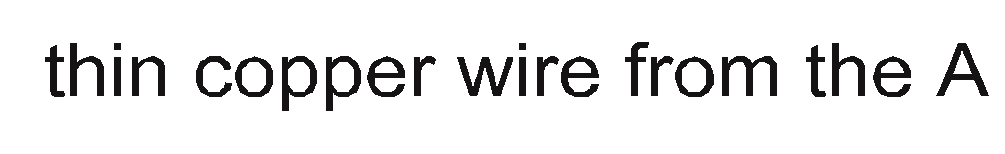 thin copper wire from the A